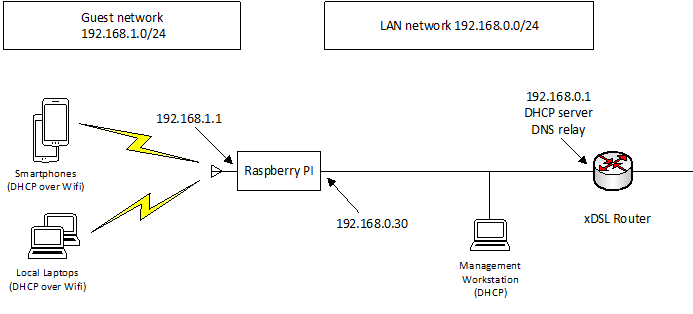 Guest network
192.168.1.0/24
LAN network 192.168.0.0/24
192.168.1.1
192.168.0.1
DHCP server
DNS relay
Smartphones
(DHCP over Wifi)
Raspberry PI
192.168.0.30
xDSL Router
Local Laptops
(DHCP over Wifi)
Management
Workstation
(DHCP)